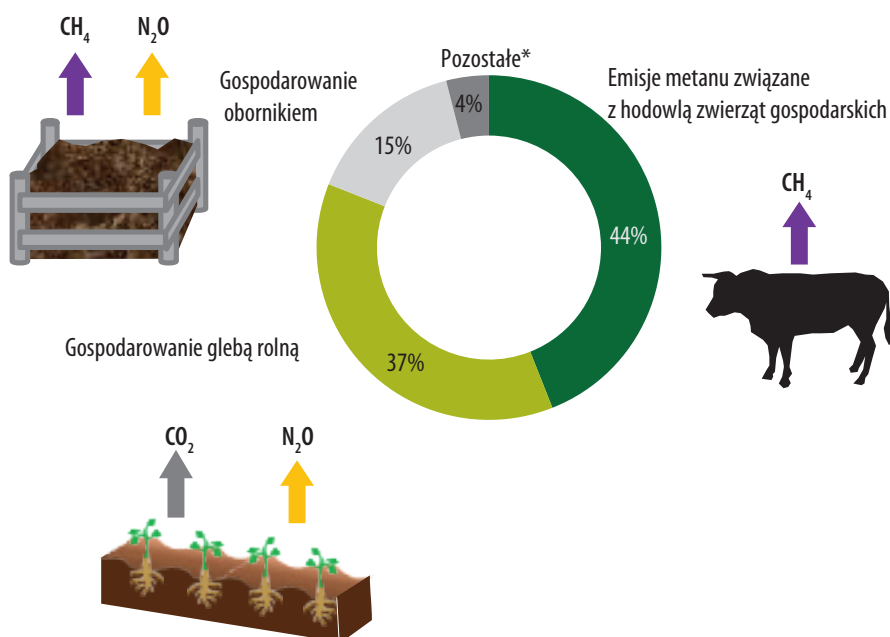 CH₄ N₂O
Gospodarowanie
obornikiem
Pozostałe*
4%
15%
Emisje metanu związane
z hodowlą zwierząt gospodarskich
44%
CH₄
Gospodarowanie glebą rolną
37%
CO₂ N₂O